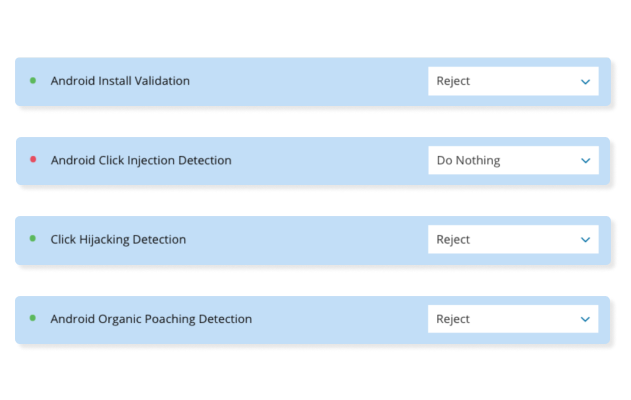 Android Install Validation Reject
Android Click Injection Detection Do Nothing
Click Hijacking Detection Reject
Android Organic Poaching Detection Reject